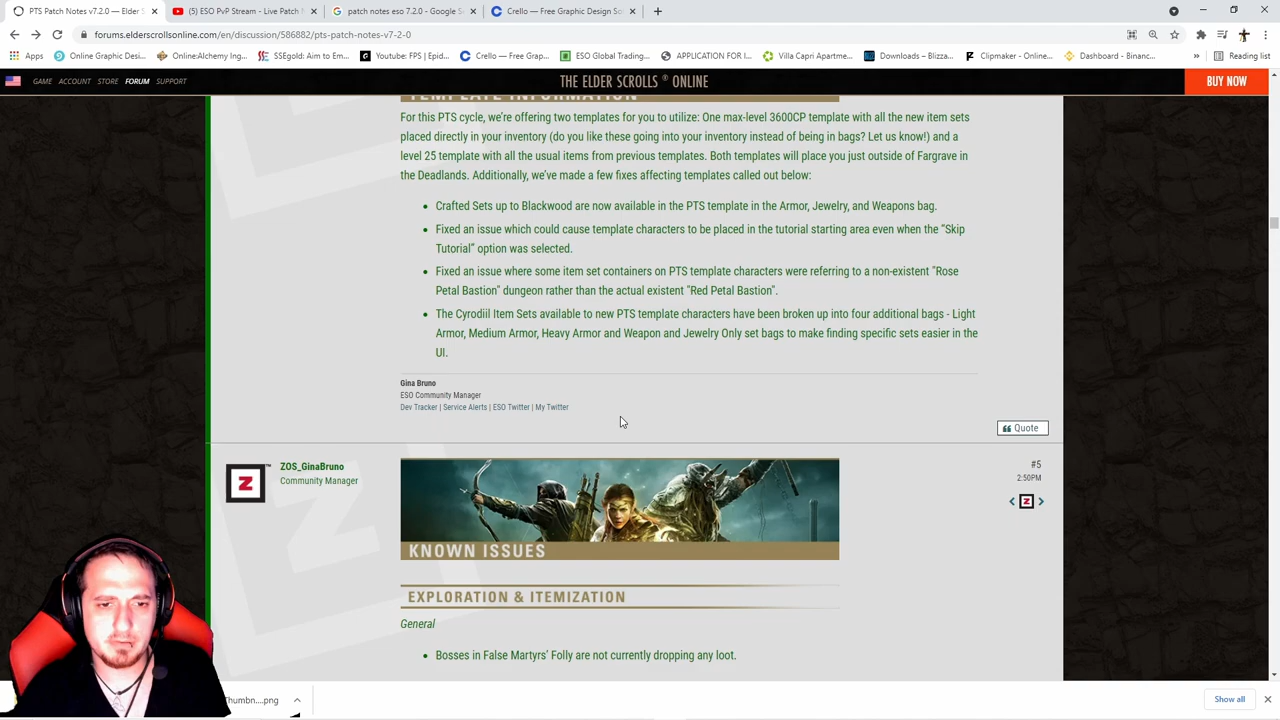 PTS Patch Notes v7.2.0 — Elder S
(5) ESO PvP Stream - Live Patch N
patch notes eso 7.2.0 - Google S
Crello — Free Graphic Design So
forums.elderscrollsonline.com/en/discussion/586882/pts-patch-notes-v7-2-0
Apps
Online Graphic Desi...
Online:Alchemy Ing...
SSEgold: Aim to Em...
Youtube: FFS | Epid...
Crello — Free Grap...
ESO Global Trading...
APPLICATION FOR I...
Villa Capri Apartme...
Downloads – Blizza...
Clipmaker - Online...
Dashboard - Binanc...
»
Reading list
GAME ACCOUNT STORE FORUM SUPPORT
THE ELDER SCROLLS ® ONLINE
BUY NOW
TEMPLATE INFORMATION
For this PTS cycle, we're offering two templates for you to utilize: One max-level 3600CP template with all the new item sets
placed directly in your inventory (do you like these going into your inventory instead of being in bags? Let us know!) and a
level 25 template with all the usual items from previous templates. Both templates will place you just outside of Fargrave in
the Deadlands. Additionally, we've made a few fixes affecting templates called out below:
• Crafted Sets up to Blackwood are now available in the PTS template in the Armor, Jewelry, and Weapons bag.
• Fixed an issue which could cause template characters to be placed in the tutorial starting area even when the “Skip
Tutorial” option was selected.
• Fixed an issue where some item set containers on PTS template characters were referring to a non-existent "Rose
Petal Bastion" dungeon rather than the actual existent "Red Petal Bastion".
• The Cyrodiil Item Sets available to new PTS template characters have been broken up into four additional bags - Light
Armor, Medium Armor, Heavy Armor and Weapon and Jewelry Only set bags to make finding specific sets easier in the
UI.
Gina Bruno
ESO Community Manager
Dev Tracker | Service Alerts | ESO Twitter | My Twitter
Quote
ZOS_GinaBruno
Community Manager
#5
2:50PM
KNOWN ISSUES
EXPLORATION & ITEMIZATION
General
• Bosses in False Martyrs' Folly are not currently dropping any loot.
Thumbn....png
Show all